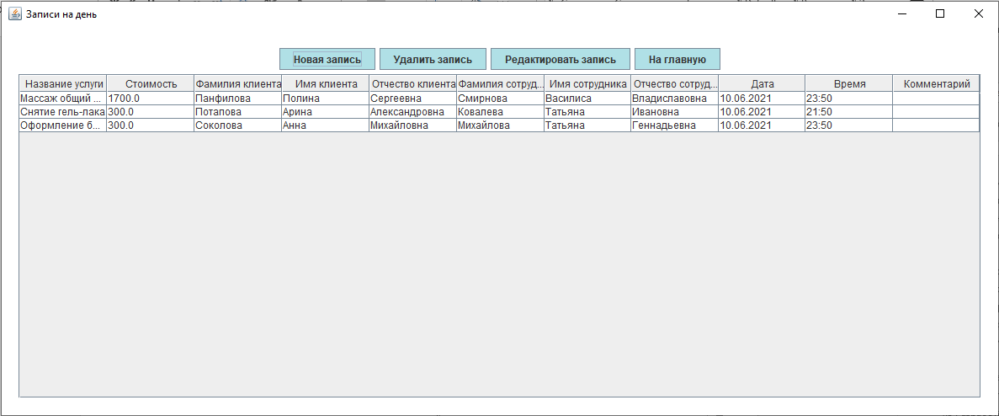 Записи на день
Новая запись Удалить запись Редактировать запись На главную
Название услуги Стоимость Фамилия клиента Имя клиента Отчество клиента Фамилия сотруд... Имя сотрудника Отчество сотруд... Дата Время Комментарий
Массаж общий ... 1700.0 Панфилова Полина Сергеевна Смирнова Василиса Владиславовна 10.06.2021 23:50
Снятие гель-лака 300.0 Потапова Арина Александровна Ковалева Татьяна Ивановна 10.06.2021 21:50
Оформление б... 300.0 Соколова Анна Михайловна Михайлова Татьяна Геннадьевна 10.06.2021 23:50